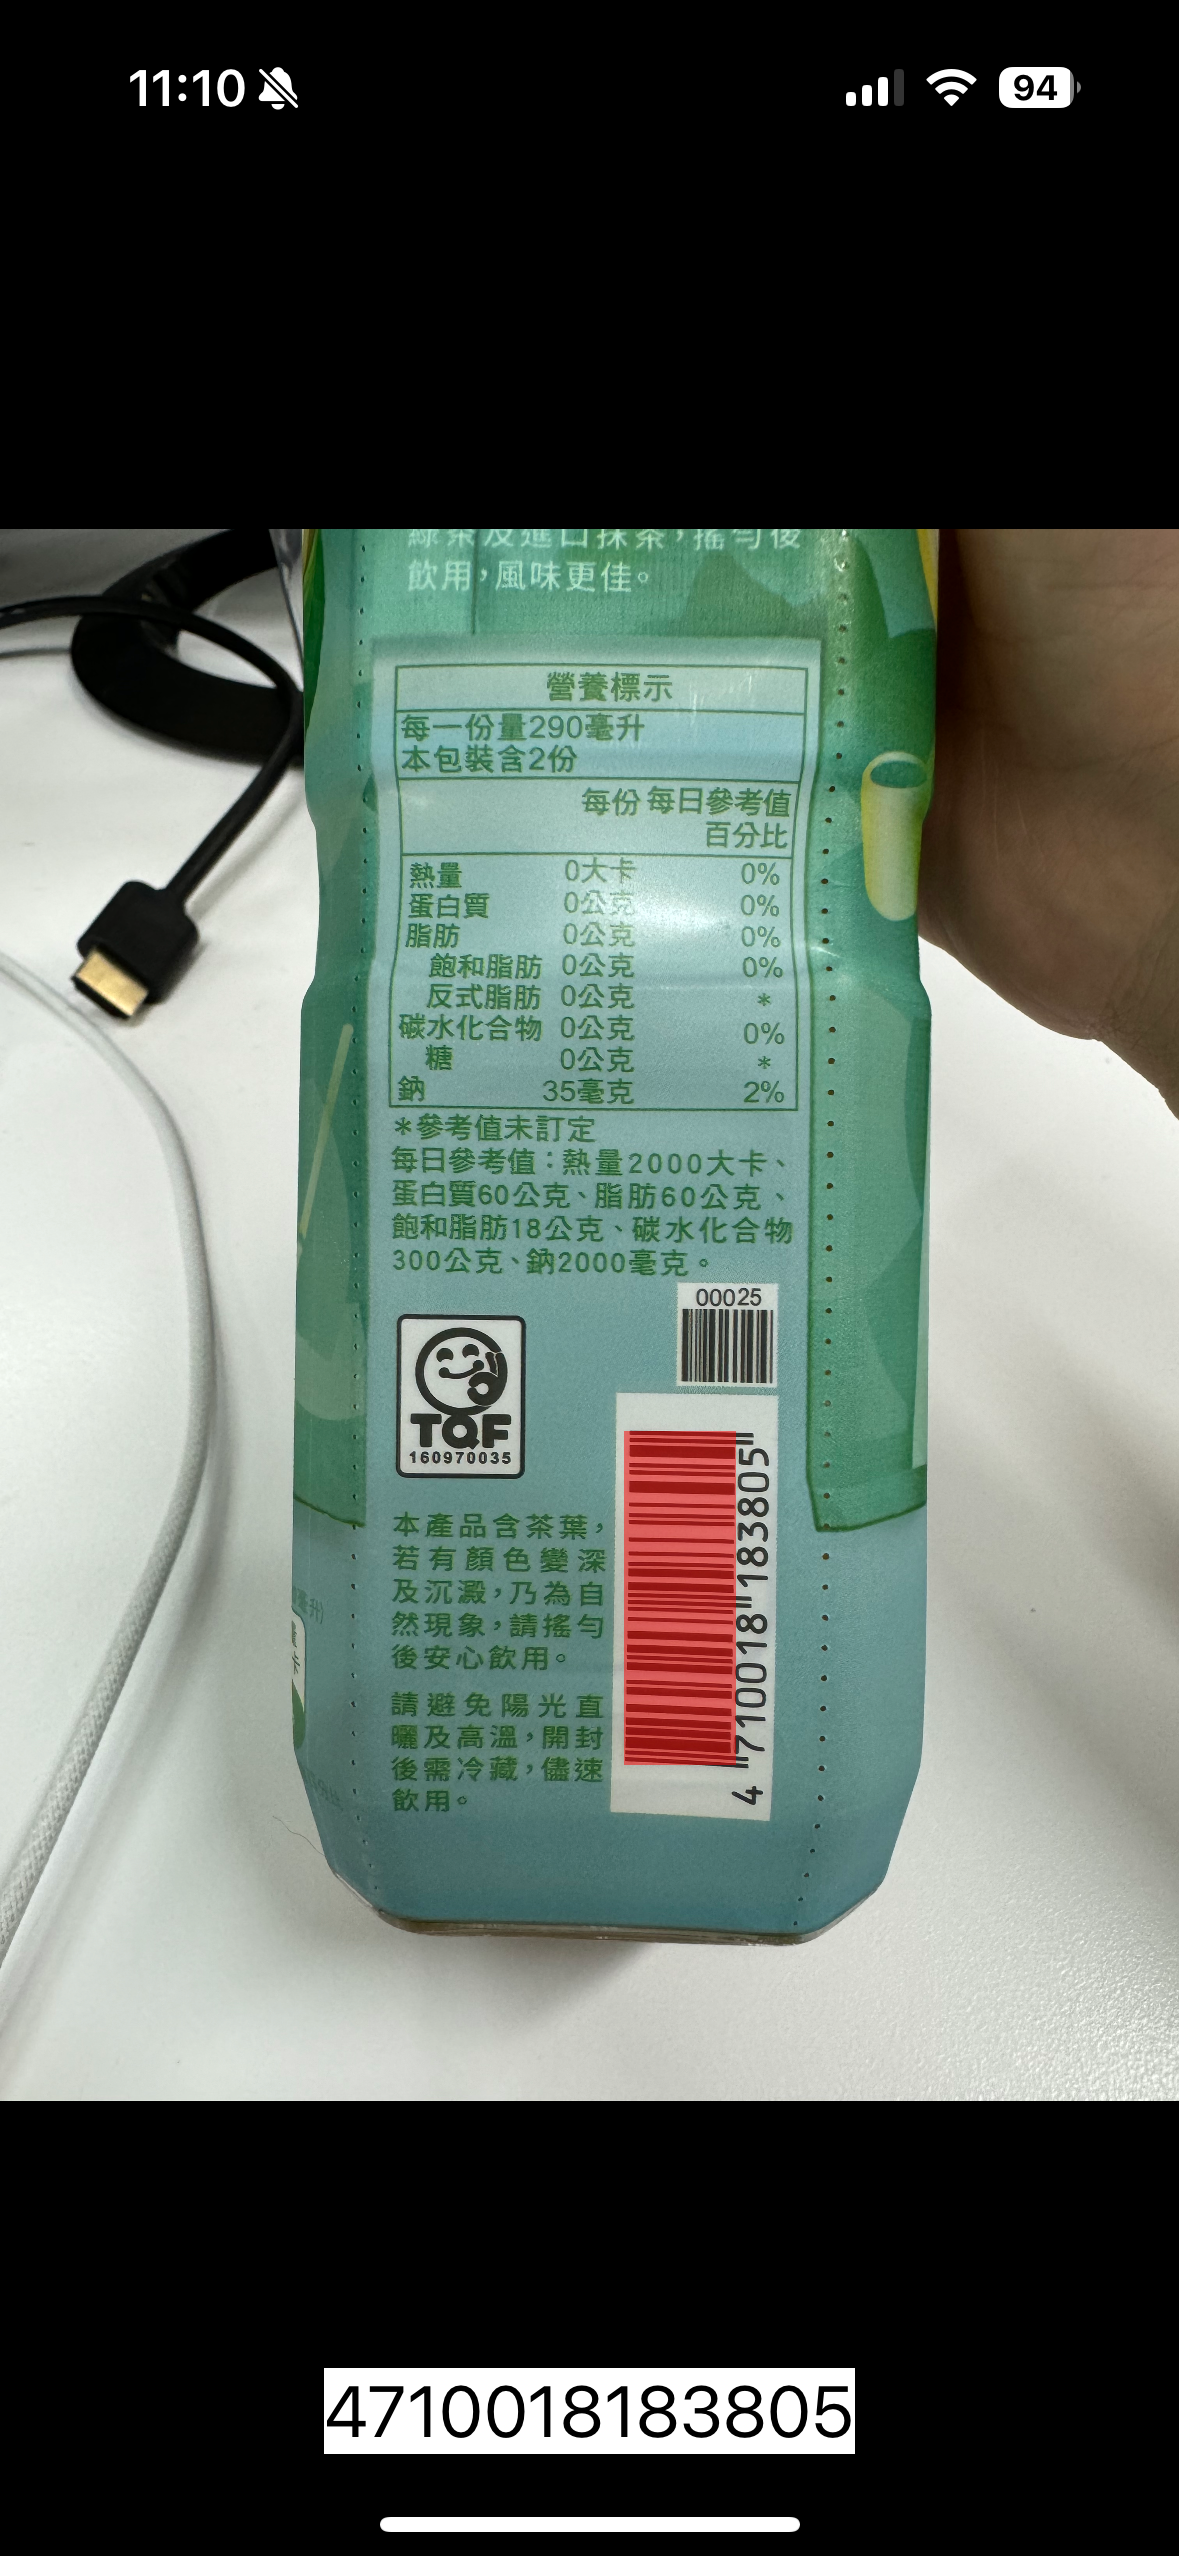 11:10
94
綠茶及進口抹茶，搖勻後
飲用，風味更佳。
營養標示
每一份量290毫升
本包裝含2份
每份 每日參考值
百分比
熱量 0大卡 0%
蛋白質 0公克 0%
脂肪 0公克 0%
飽和脂肪 0公克 0%
反式脂肪 0公克 *
碳水化合物 0公克 0%
糖 0公克 *
鈉 35毫克 2%
*參考值未訂定
每日參考值：熱量2000大卡、
蛋白質60公克、脂肪60公克、
飽和脂肪18公克、碳水化合物
300公克、鈉2000毫克。
00025
TQF
160970035
本產品含茶葉，
若有顏色變深
及沉澱，乃為自
然現象，請搖勻
後安心飲用。
請避免陽光直
曬及高溫，開封
後需冷藏，儘速
飲用。
4 710018 183805
4710018183805